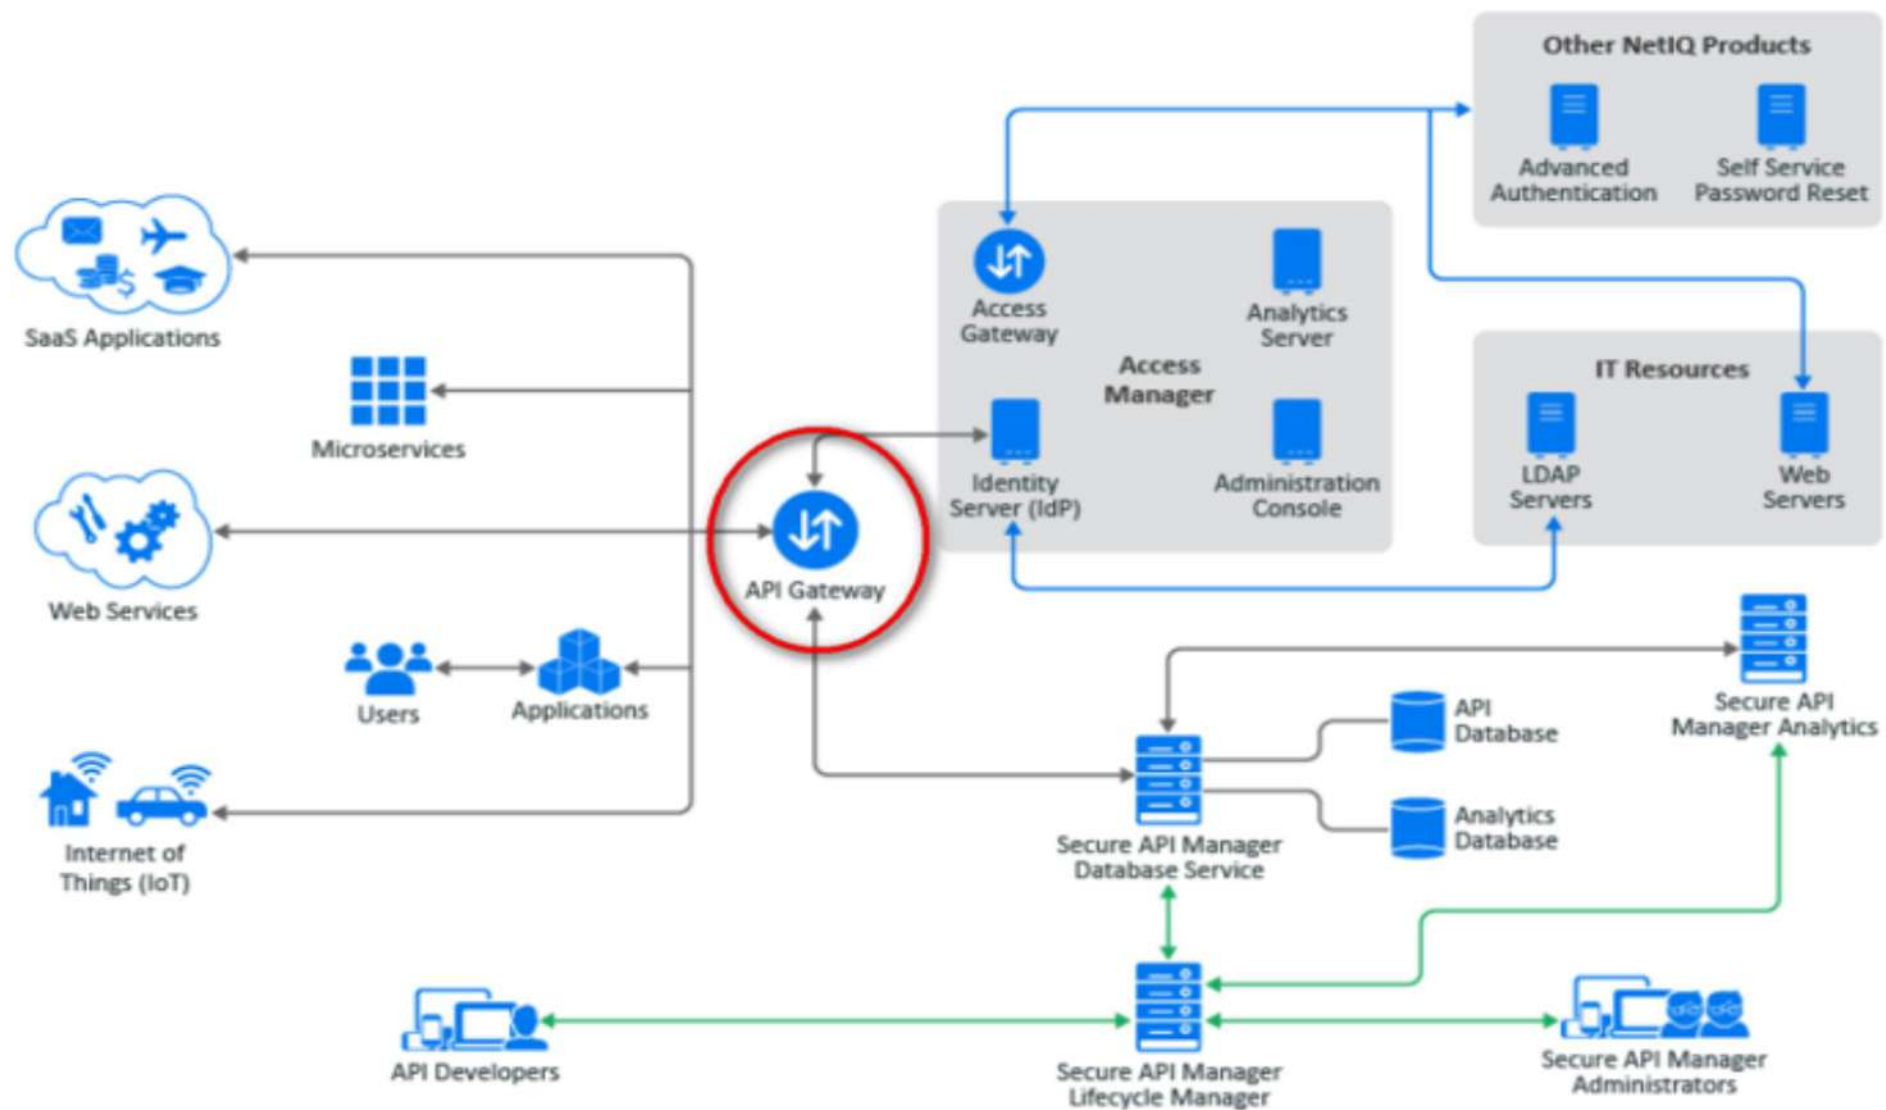 Other NetIQ Products
Advanced
Authentication
Self Service
Password Reset
SaaS Applications
Access
Gateway
Analytics
Server
Access
Manager
IT Resources
Microservices
Identity
Server (IdP)
Administration
Console
LDAP
Servers
Web
Servers
API Gateway
Web Services
Users
Applications
API
Database
Secure API
Manager Analytics
Analytics
Database
Secure API Manager
Database Service
Internet of
Things (IoT)
API Developers
Secure API Manager
Lifecycle Manager
Secure API Manager
Administrators
$